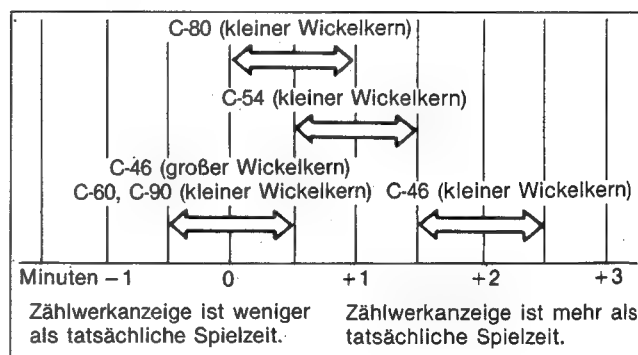 C-80 (kleiner Wickelkern)
C-54 (kleiner Wickelkern)
C-46 (großer Wickelkern)
C-60, C-90 (kleiner Wickelkern)
C-46 (kleiner Wickelkern)
Minuten –1 0 +1 +2 +3
Zählwerkanzeige ist weniger
als tatsächliche Spielzeit.
Zählwerkanzeige ist mehr als
tatsächliche Spielzeit.